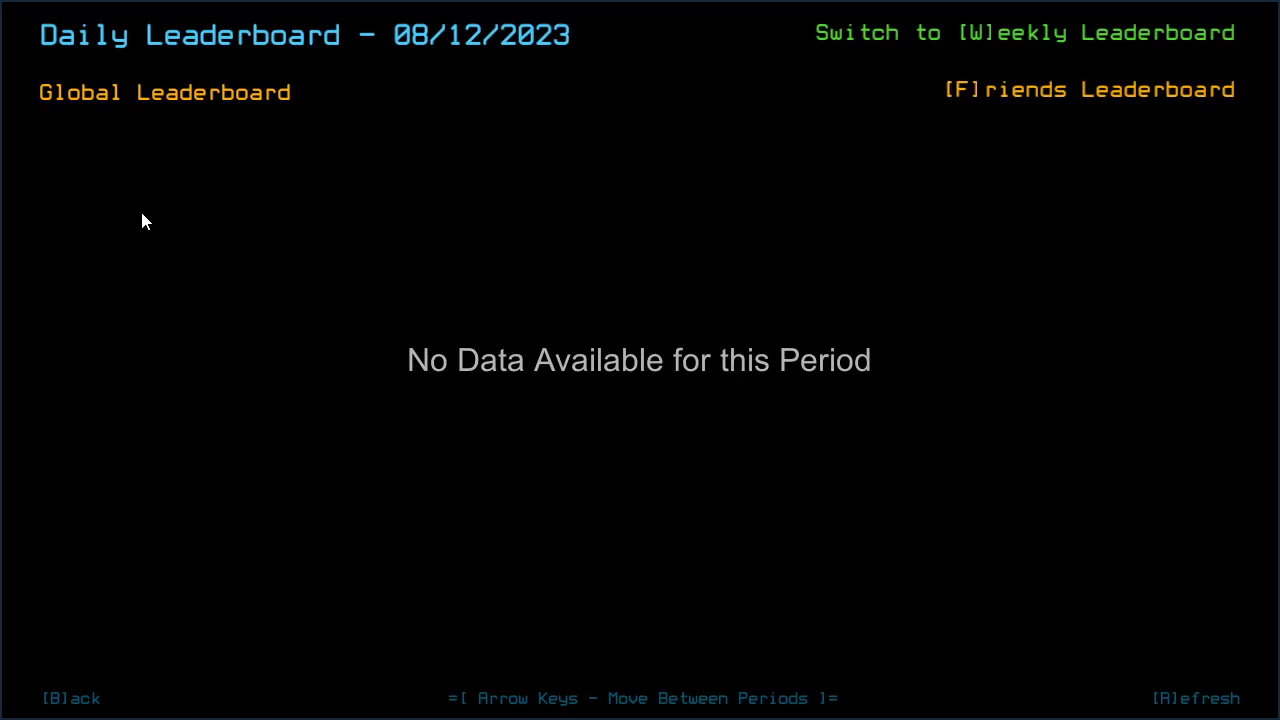 Daily Leaderboard - 08/12/2023
Switch to [W]eekly Leaderboard
Global Leaderboard
[F]riends Leaderboard
No Data Available for this Period
[B]ack
=[ Arrow Keys - Move Between Periods ]=
[R]efresh